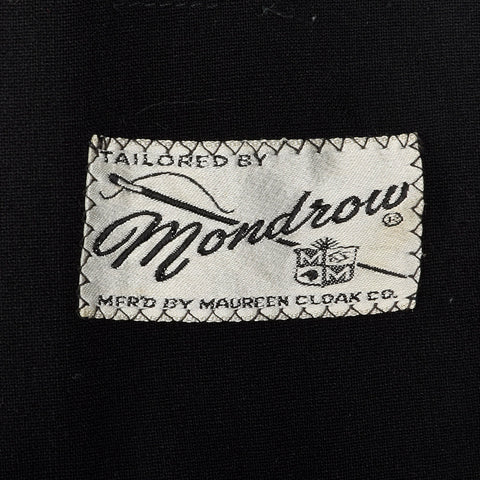 TAILORED BY
Mondrow ®
M M
MFR'D BY MAUREEN CLOAK CO.